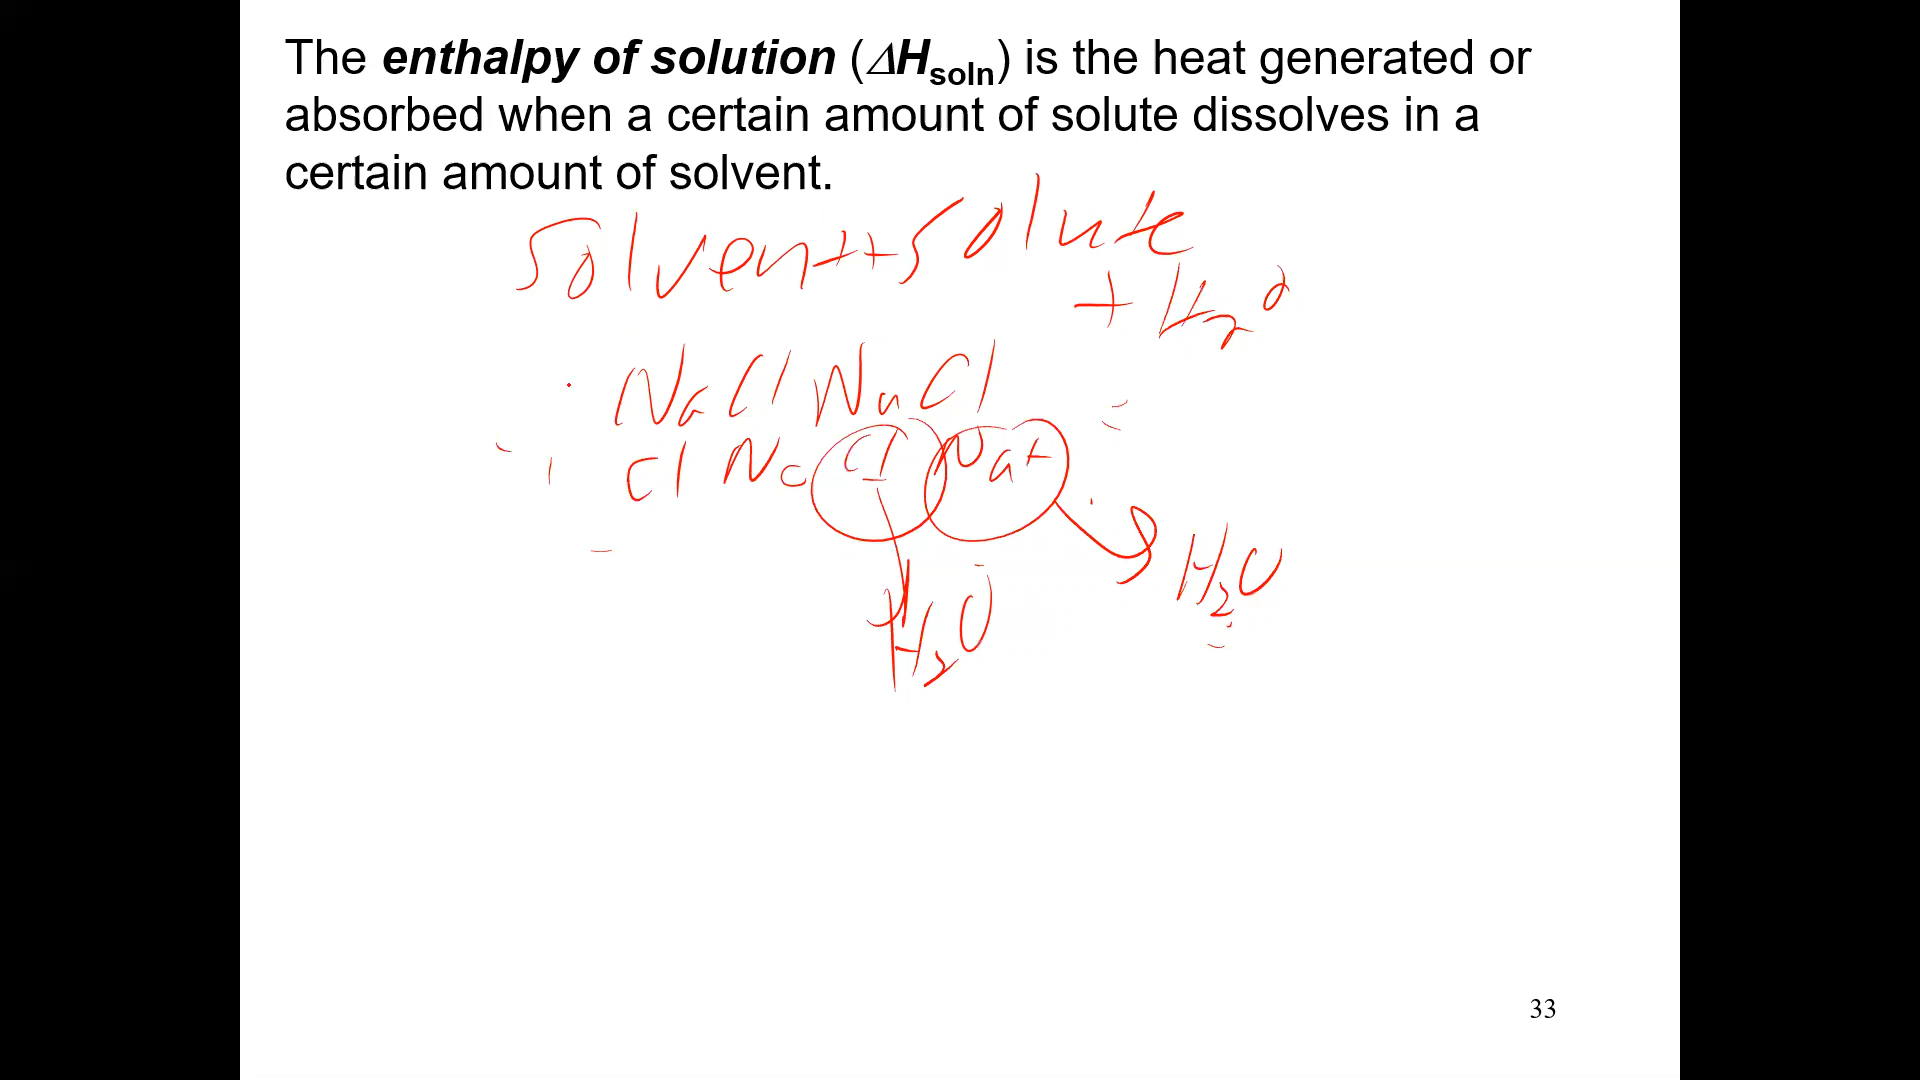 The enthalpy of solution (ΔHsoln) is the heat generated or
absorbed when a certain amount of solute dissolves in a
certain amount of solvent.
Solvent + Solute
+ H2O
NaCl NaCl
Cl Na Cl- Na+
H2O
H2O
33